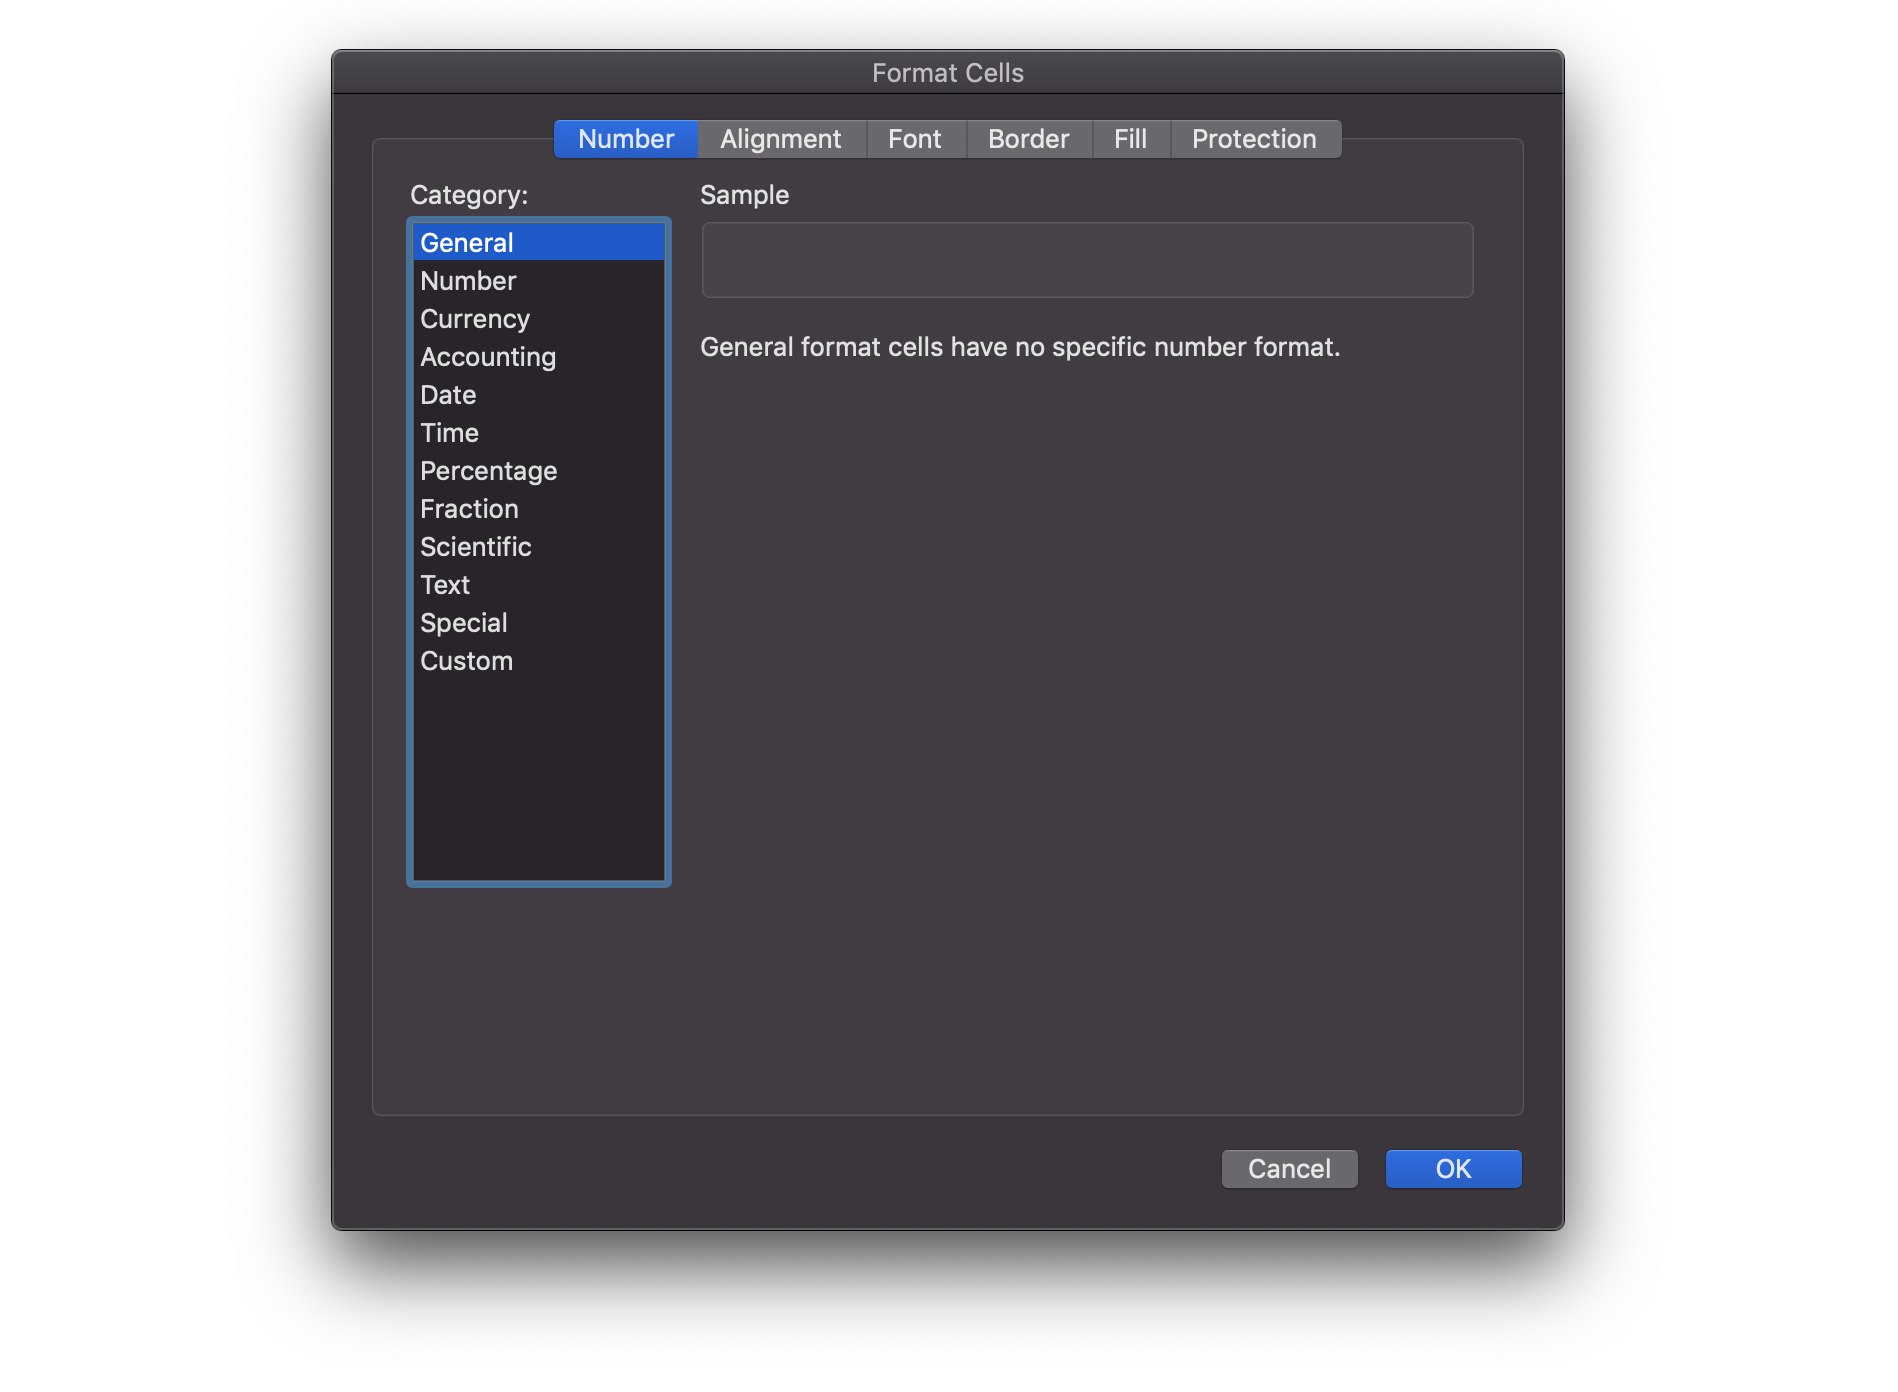 Format Cells
Number Alignment Font Border Fill Protection
Category:
General
Number
Currency
Accounting
Date
Time
Percentage
Fraction
Scientific
Text
Special
Custom
Sample
General format cells have no specific number format.
Cancel OK